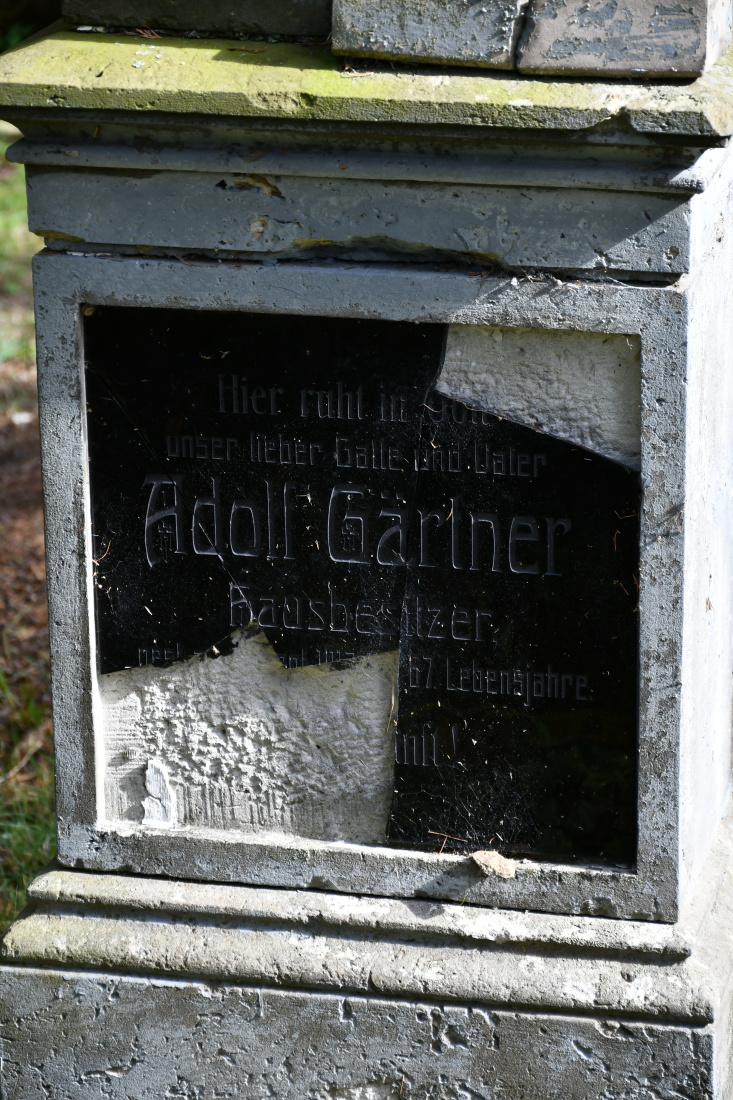 Hier ruht in
unser lieber Gatte und Vater
Adolf Gärtner
Hausbesitzer
67. Lebensjahre.